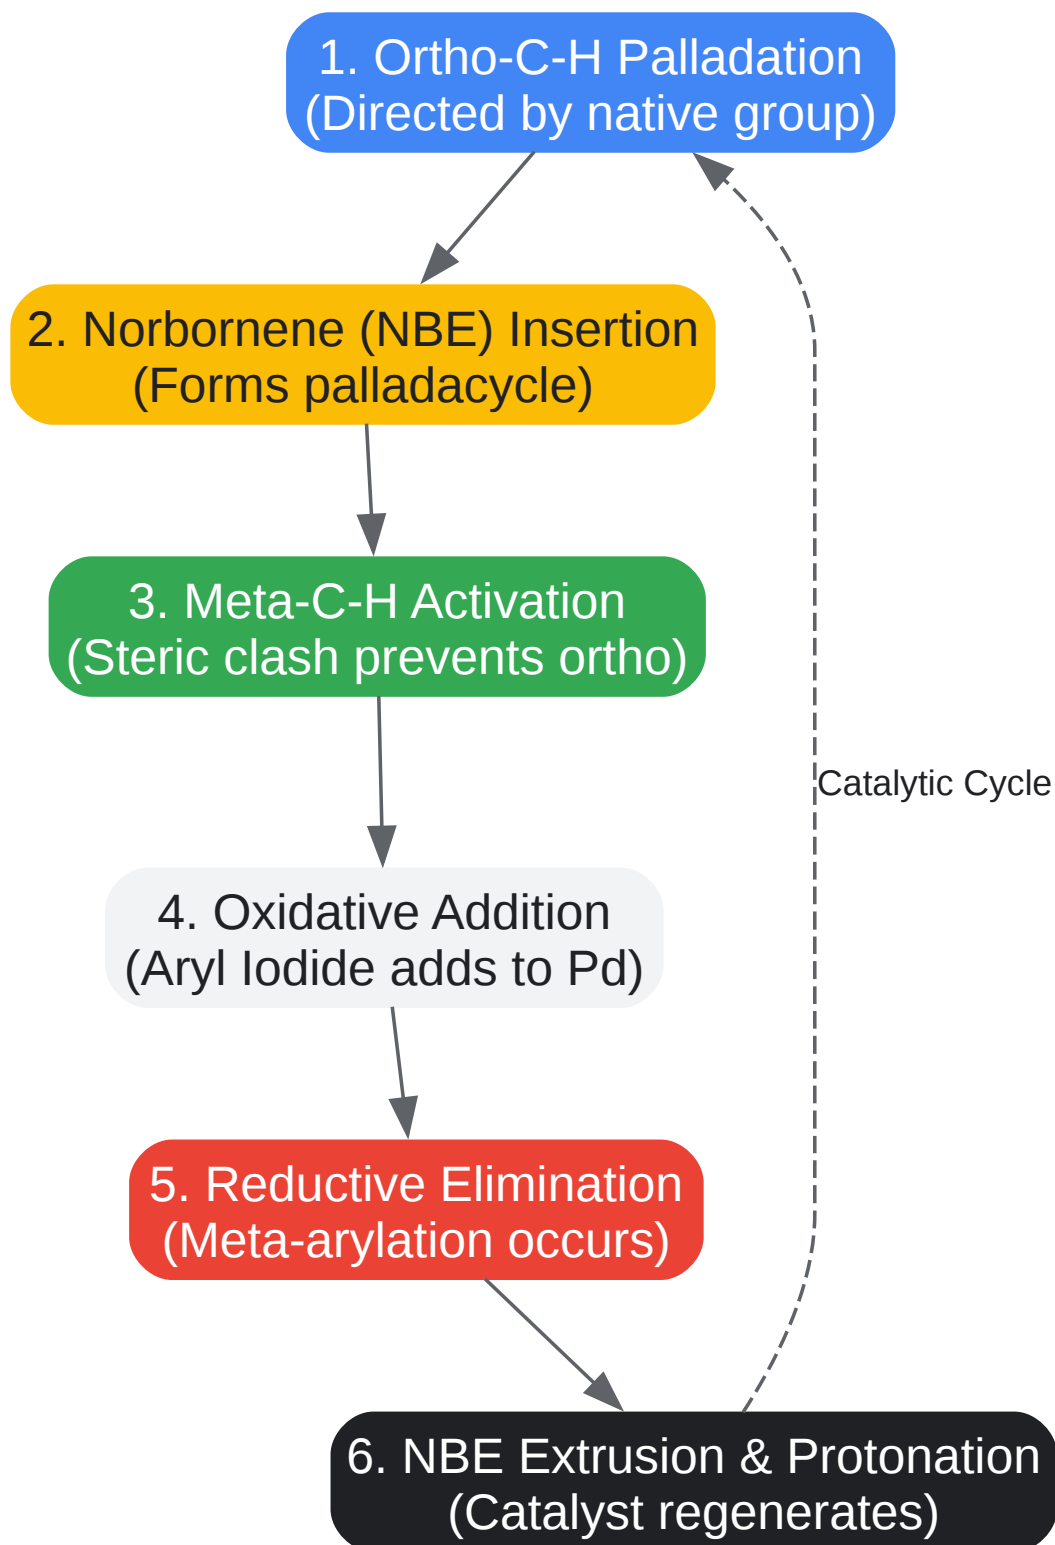 1. Ortho-C-H Palladation
(Directed by native group)
2. Norbornene (NBE) Insertion
(Forms palladacycle)
3. Meta-C-H Activation
(Steric clash prevents ortho)
Catalytic Cycle
4. Oxidative Addition
(Aryl Iodide adds to Pd)
5. Reductive Elimination
(Meta-arylation occurs)
6. NBE Extrusion & Protonation
(Catalyst regenerates)